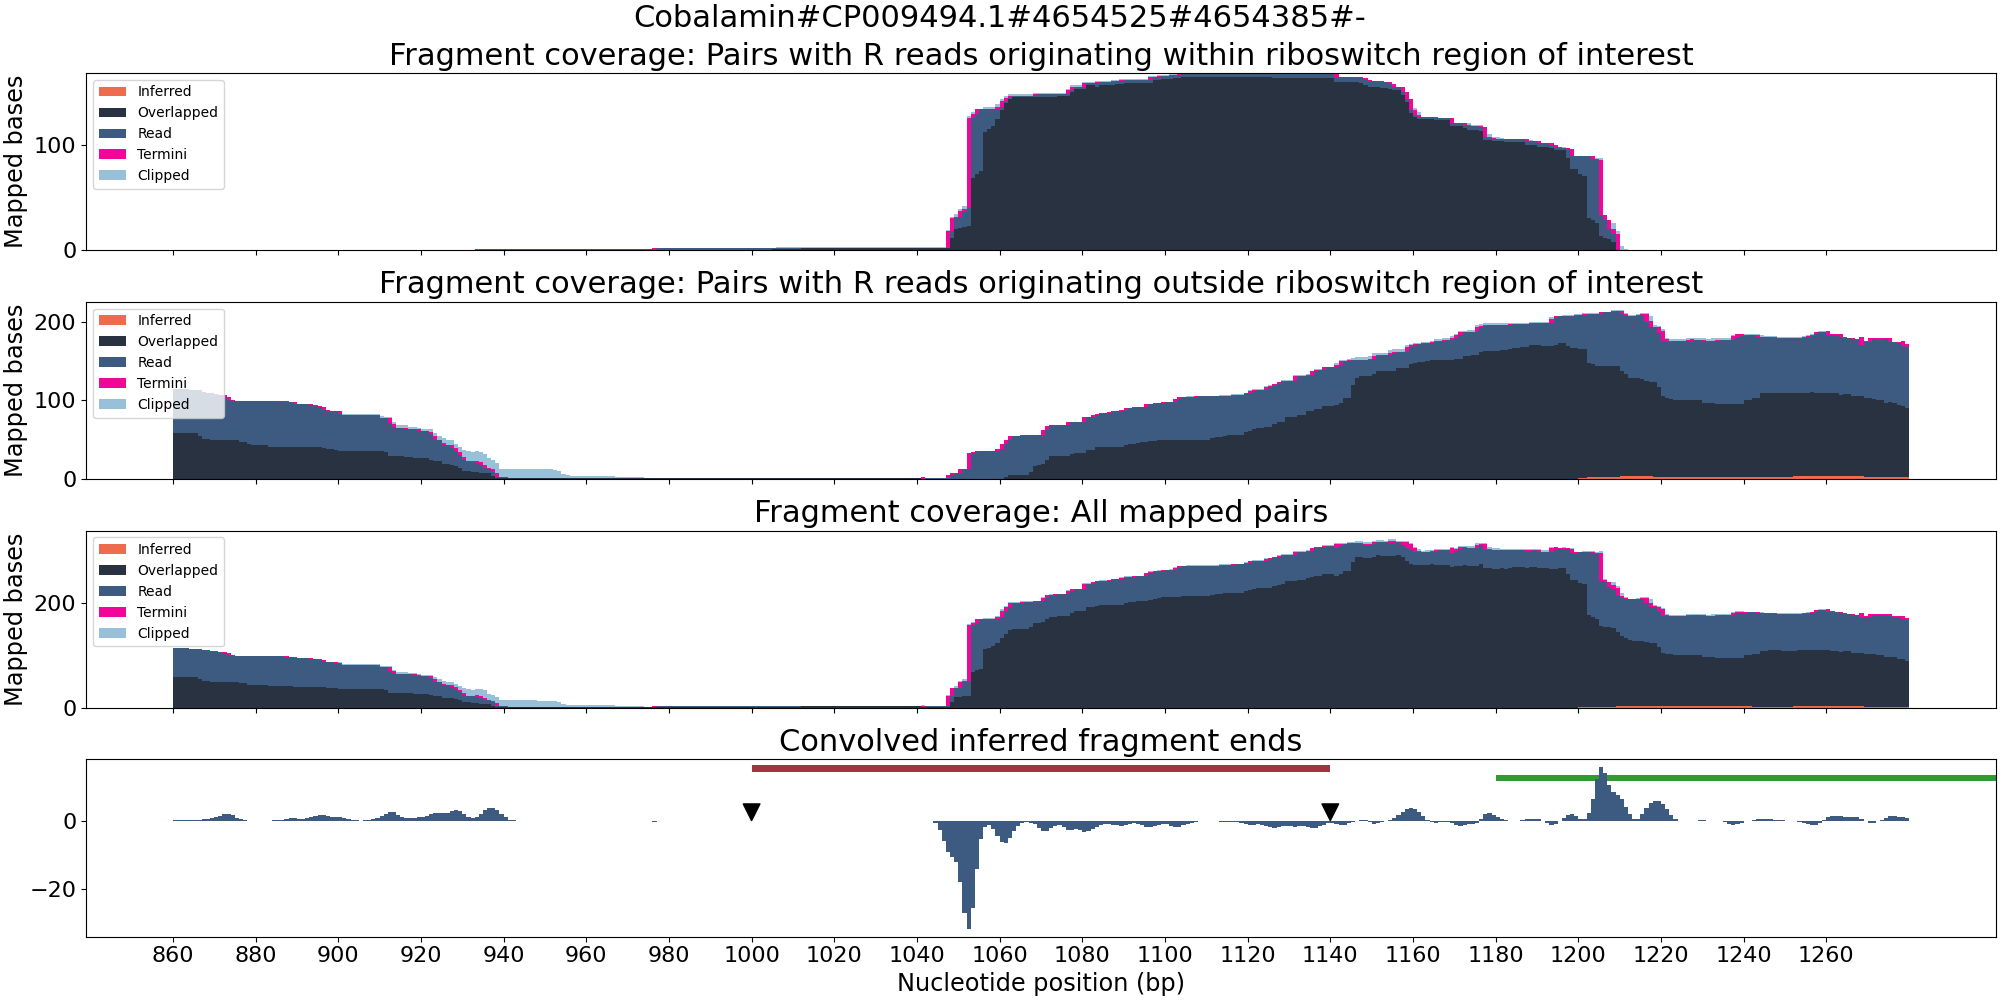 Cobalamin#CP009494.1#4654525#4654385#-
Fragment coverage: Pairs with R reads originating within riboswitch region of interest
Mapped bases
100
0
Inferred
Overlapped
Read
Termini
Clipped
Fragment coverage: Pairs with R reads originating outside riboswitch region of interest
Mapped bases
200
100
0
Inferred
Overlapped
Read
Termini
Clipped
Fragment coverage: All mapped pairs
Mapped bases
200
0
Inferred
Overlapped
Read
Termini
Clipped
Convolved inferred fragment ends
0
−20
860 880 900 920 940 960 980 1000 1020 1040 1060 1080 1100 1120 1140 1160 1180 1200 1220 1240 1260
Nucleotide position (bp)